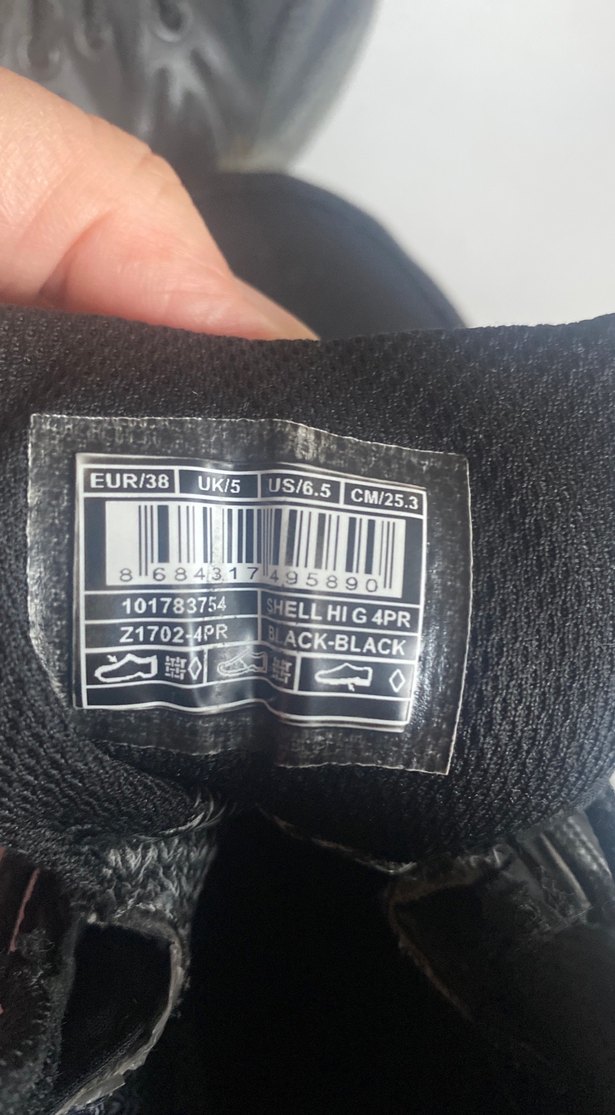 EUR/38 UK/5 US/6.5 CM/25.3
8 684317 495890
101783754 SHELL HI G 4PR
Z1702-4PR BLACK-BLACK